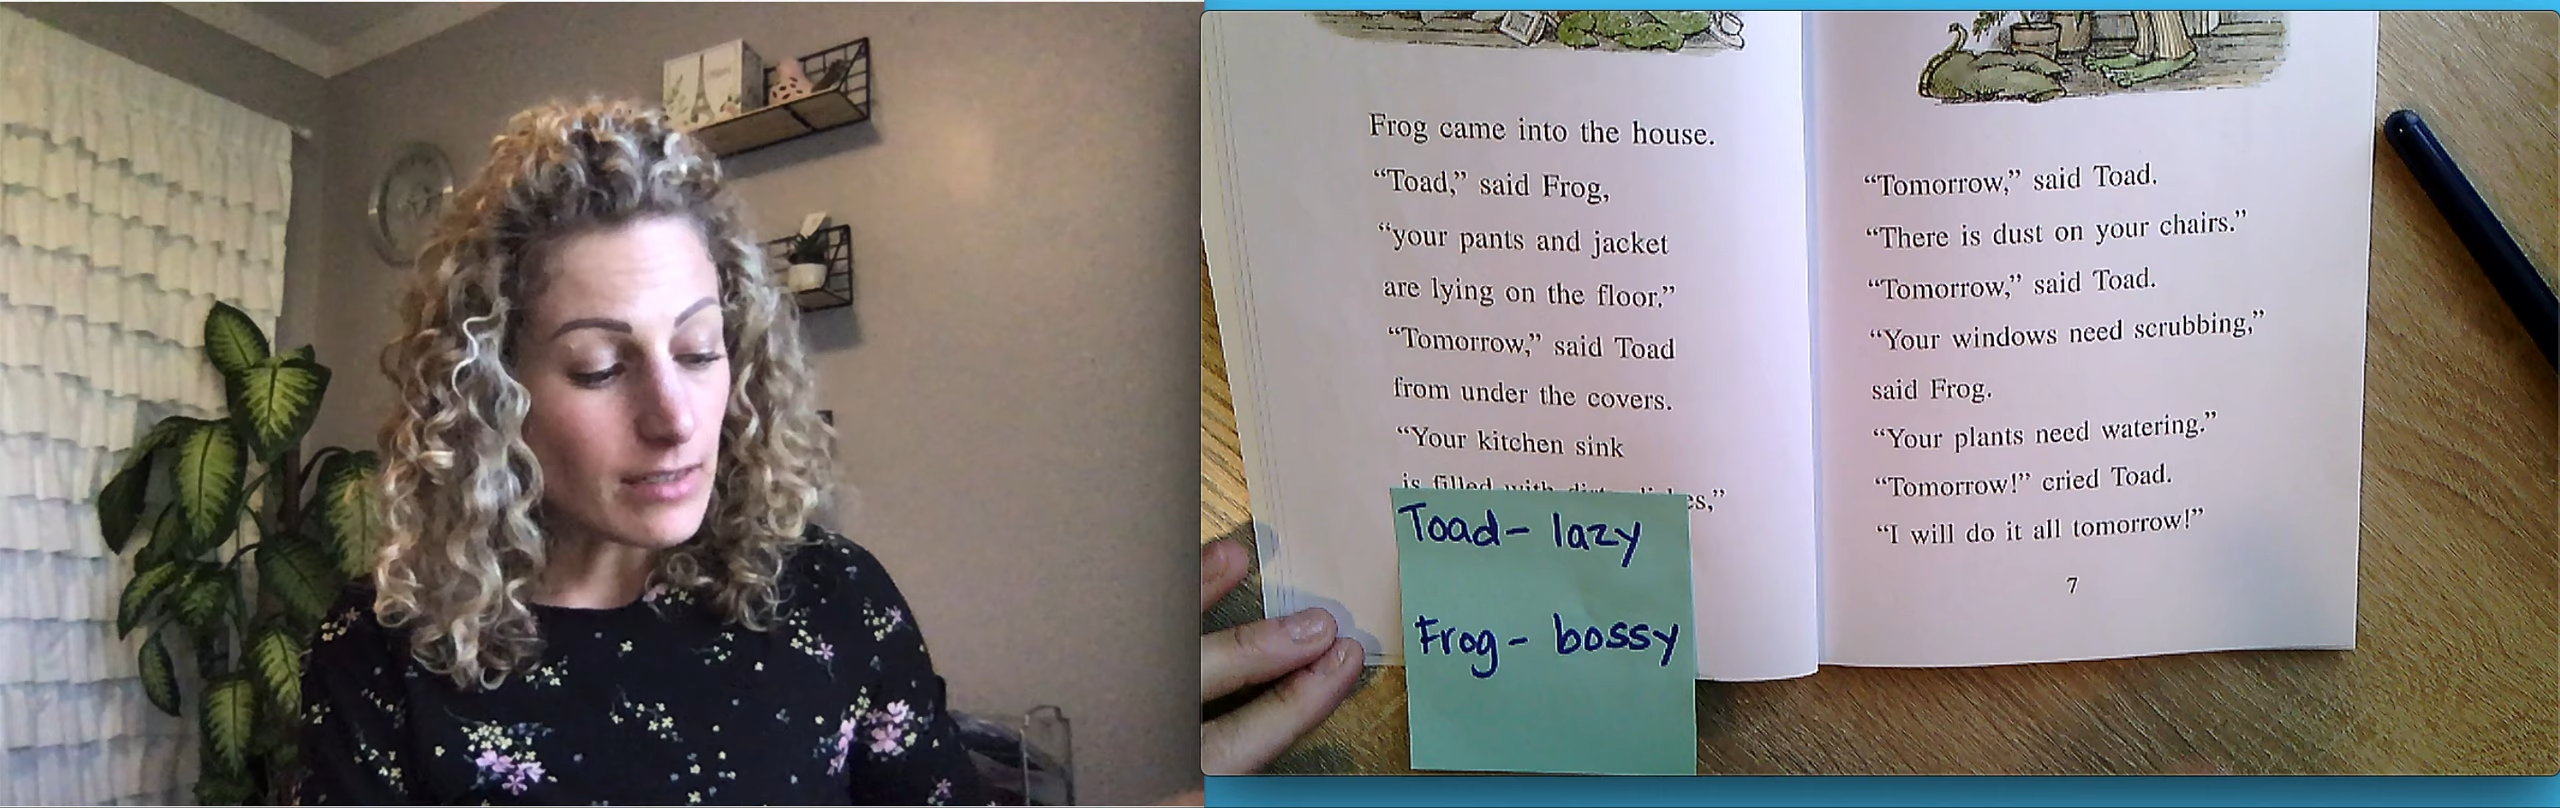 Frog came into the house.
“Toad,” said Frog,
“your pants and jacket
are lying on the floor.”
“Tomorrow,” said Toad
from under the covers.
“Your kitchen sink
is filled with
Toad- lazy
Frog- bossy
“Tomorrow,” said Toad.
“There is dust on your chairs.”
“Tomorrow,” said Toad.
“Your windows need scrubbing,”
said Frog.
“Your plants need watering.”
“Tomorrow!” cried Toad.
“I will do it all tomorrow!”
7